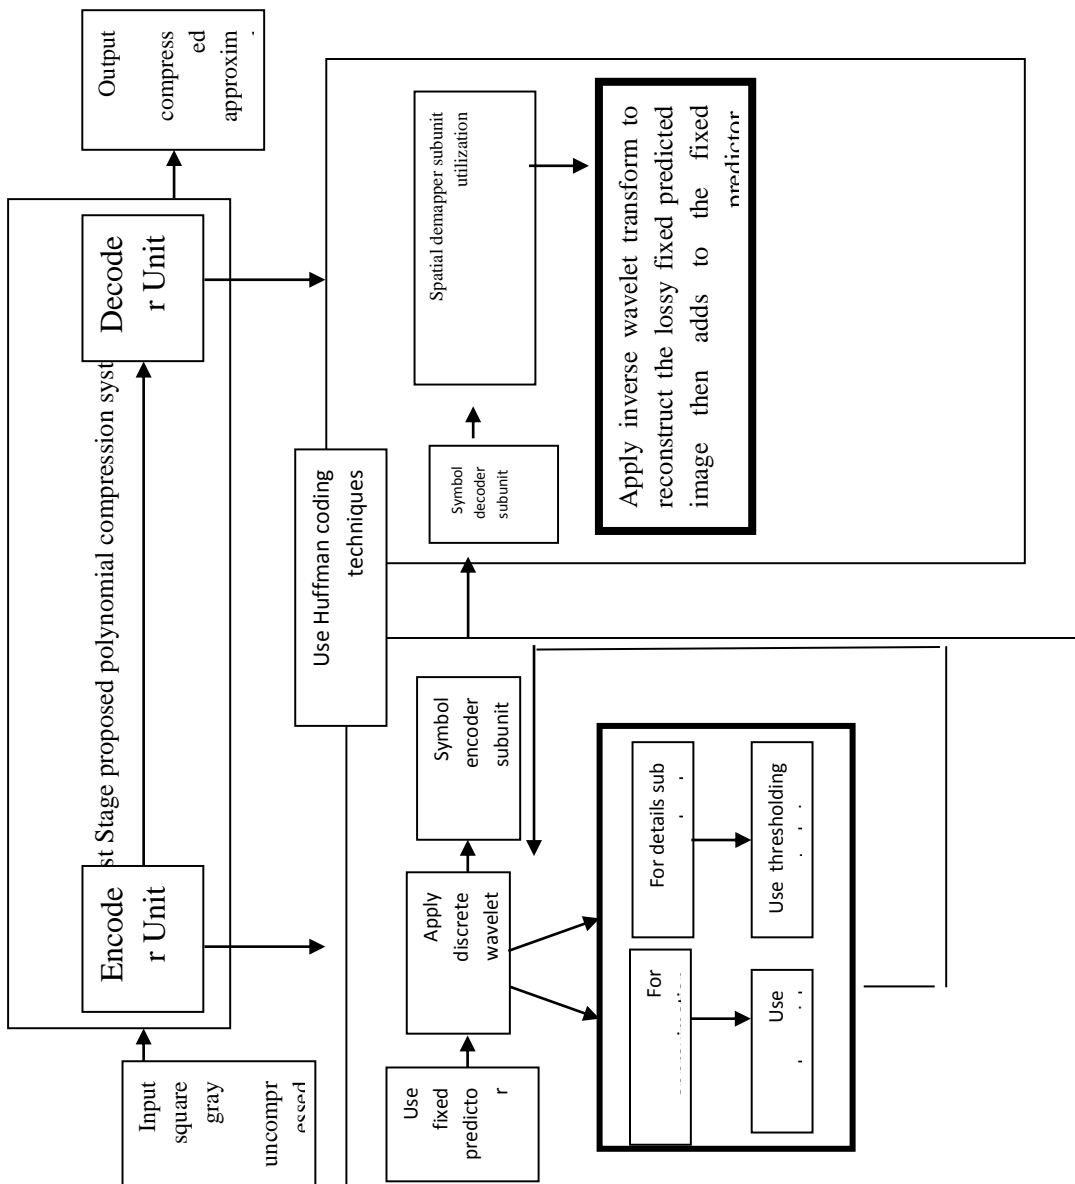 Input
square
gray
uncompr
essed
Encode
r Unit
st Stage proposed polynomial compression syst
Decode
r Unit
Output
compress
ed
approxim
Use Huffman coding
techniques
Use
fixed
predicto
r
Apply
discrete
wavelet
Symbol
encoder
subunit
For
Use
For details sub
Use thresholding
Symbol
decoder
subunit
Spatial demapper subunit
utilization
Apply inverse wavelet transform to
reconstruct the lossy fixed predicted
image then adds to the fixed
predictor